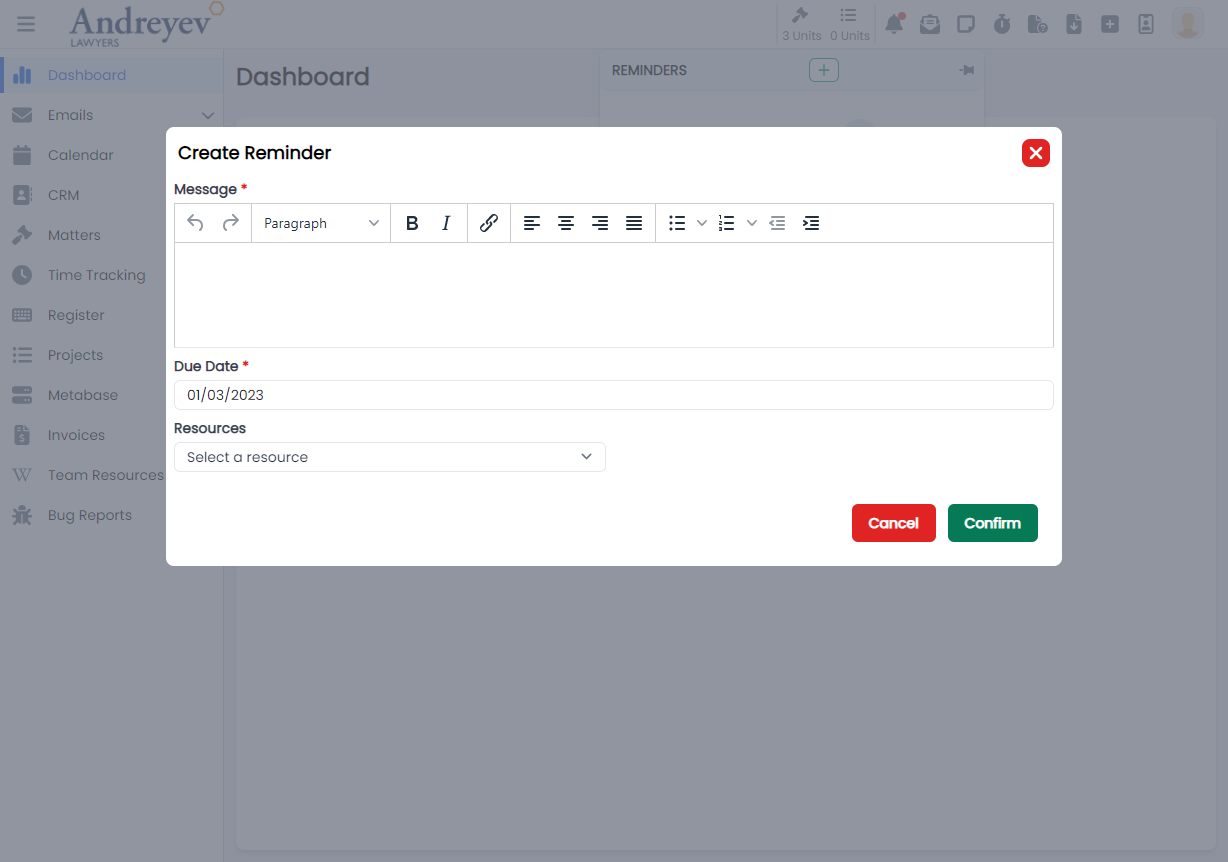 Andreyev
LAWYERS
3 Units 0 Units
Dashboard
Emails
Calendar
CRM
Matters
Time Tracking
Register
Projects
Metabase
Invoices
Team Resources
Bug Reports
Dashboard
REMINDERS
Create Reminder
Message *
Paragraph
B I
Due Date *
01/03/2023
Resources
Select a resource
Cancel
Confirm